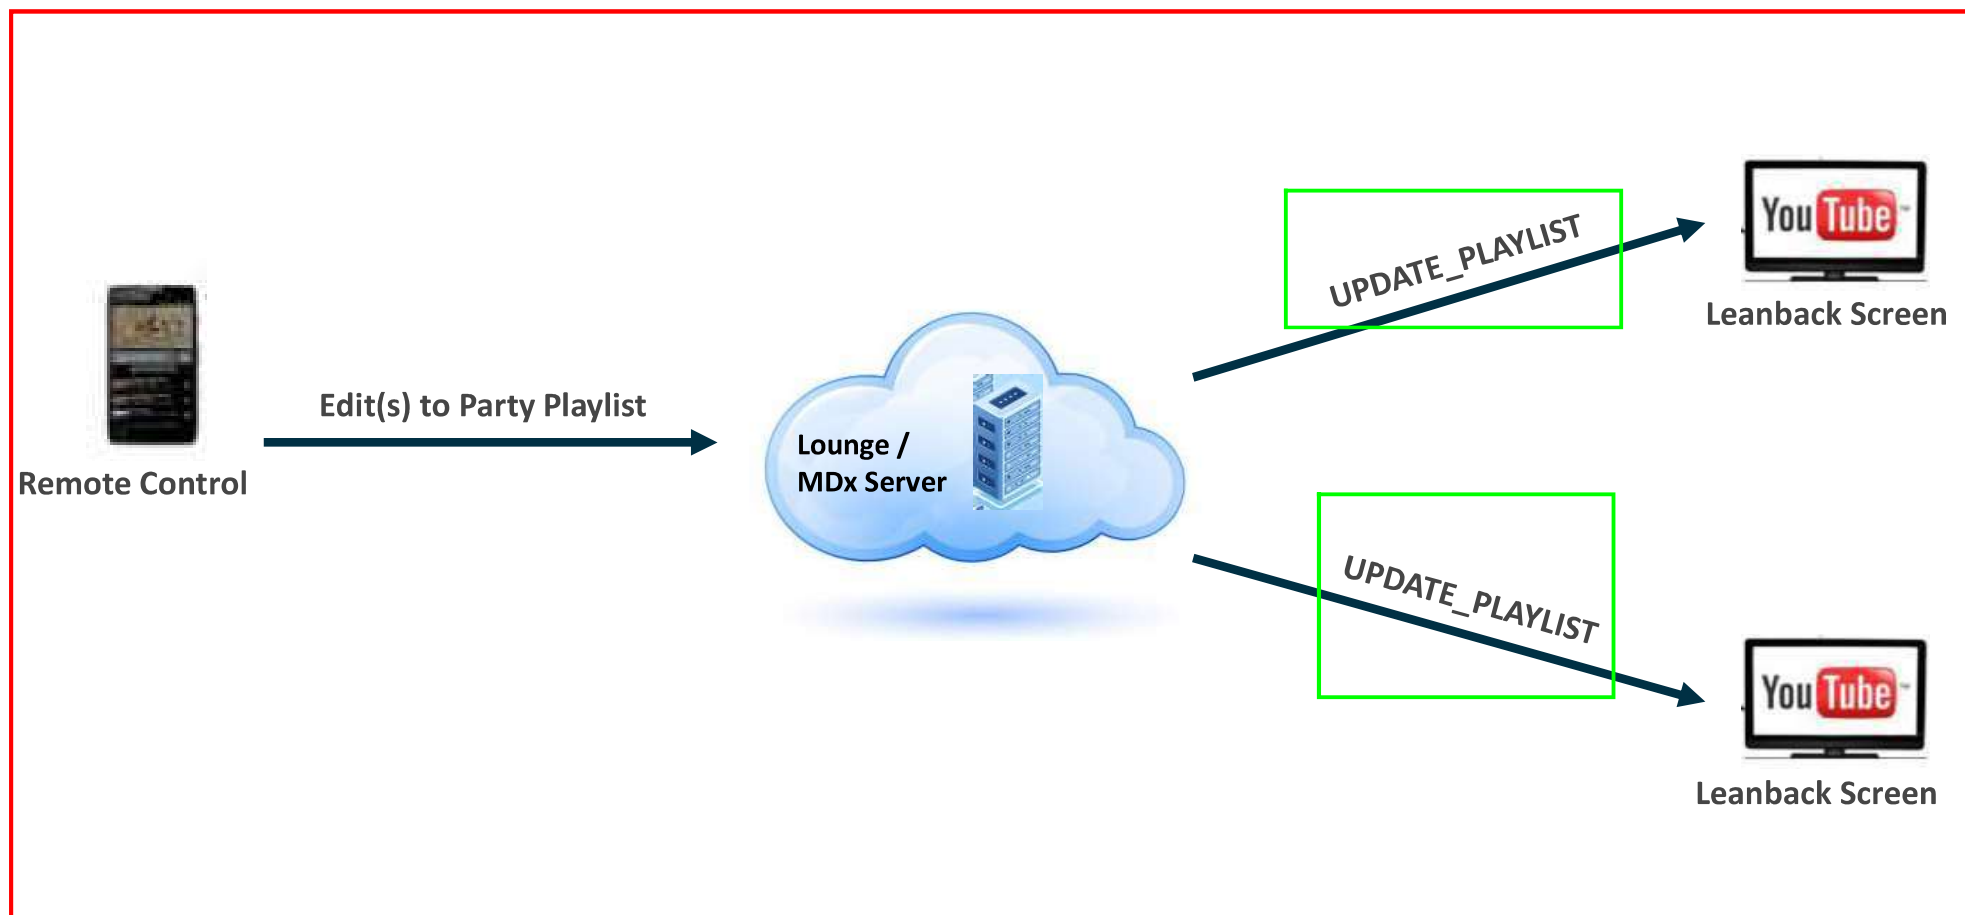 UPDATE_PLAYLIST
You Tube
Leanback Screen
Edit(s) to Party Playlist
Lounge /
MDx Server
Remote Control
UPDATE_PLAYLIST
You Tube
Leanback Screen